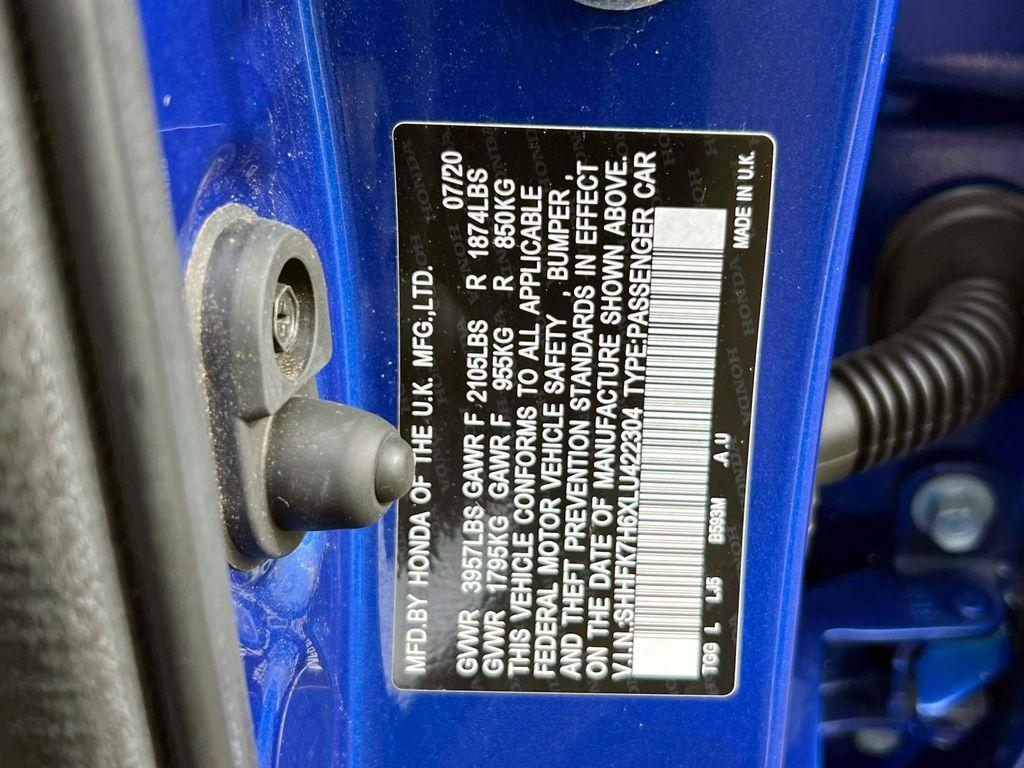 MFD.BY HONDA OF THE U.K. MFG.,LTD. 07/20
GVWR 3957LBS GAWR F 2105LBS R 1874LBS
GVWR 1795KG GAWR F 955KG R 850KG
THIS VEHICLE CONFORMS TO ALL APPLICABLE
FEDERAL MOTOR VEHICLE SAFETY , BUMPER ,
AND THEFT PREVENTION STANDARDS IN EFFECT
ON THE DATE OF MANUFACTURE SHOWN ABOVE.
V.I.N.:SHHFK7H6XLU422304 TYPE:PASSENGER CAR
TGG L LJ5 B593M .A.U MADE IN U.K.